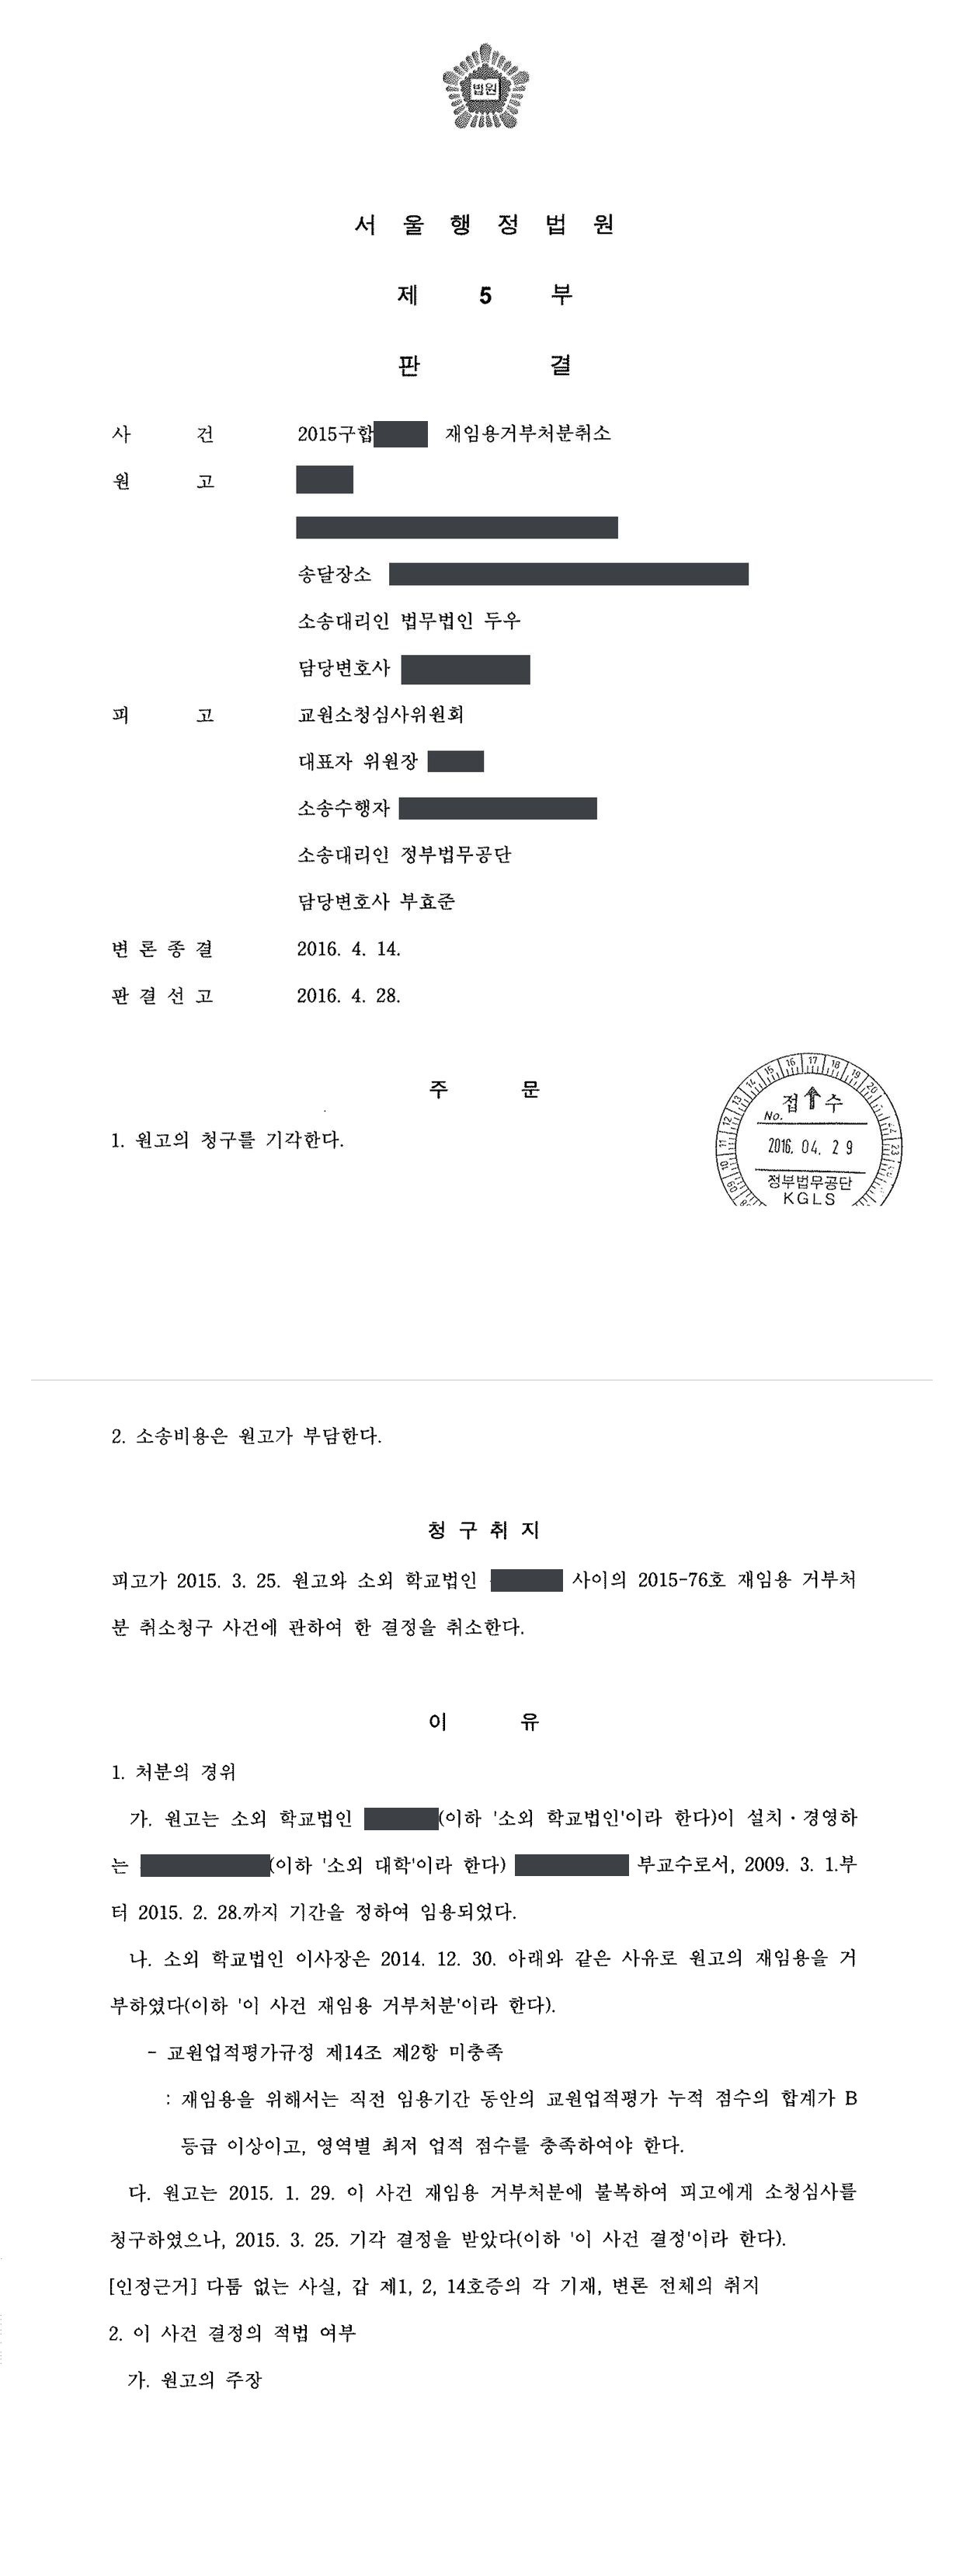 법원
서 울 행 정 법 원
제 5 부
판 결
사 건 2015구합 재임용거부처분취소
원 고
송달장소
소송대리인 법무법인 두우
담당변호사
피 고 교원소청심사위원회
대표자 위원장
소송수행자
소송대리인 정부법무공단
담당변호사 부효준
변 론 종 결 2016. 4. 14.
판 결 선 고 2016. 4. 28.
주 문
1. 원고의 청구를 기각한다.
09 10 11 12 13 14 15 16 17 18 19 20 23
접수
No.
2016. 04. 29
정부법무공단
KGLS
2. 소송비용은 원고가 부담한다.
청 구 취 지
피고가 2015. 3. 25. 원고와 소외 학교법인 사이의 2015-76호 재임용 거부처
분 취소청구 사건에 관하여 한 결정을 취소한다.
이 유
1. 처분의 경위
가. 원고는 소외 학교법인 (이하 '소외 학교법인'이라 한다)이 설치·경영하
는 (이하 '소외 대학'이라 한다) 부교수로서, 2009. 3. 1.부
터 2015. 2. 28.까지 기간을 정하여 임용되었다.
나. 소외 학교법인 이사장은 2014. 12. 30. 아래와 같은 사유로 원고의 재임용을 거
부하였다(이하 '이 사건 재임용 거부처분'이라 한다).
- 교원업적평가규정 제14조 제2항 미충족
: 재임용을 위해서는 직전 임용기간 동안의 교원업적평가 누적 점수의 합계가 B
등급 이상이고, 영역별 최저 업적 점수를 충족하여야 한다.
다. 원고는 2015. 1. 29. 이 사건 재임용 거부처분에 불복하여 피고에게 소청심사를
청구하였으나, 2015. 3. 25. 기각 결정을 받았다(이하 '이 사건 결정'이라 한다).
[인정근거] 다툼 없는 사실, 갑 제1, 2, 14호증의 각 기재, 변론 전체의 취지
2. 이 사건 결정의 적법 여부
가. 원고의 주장